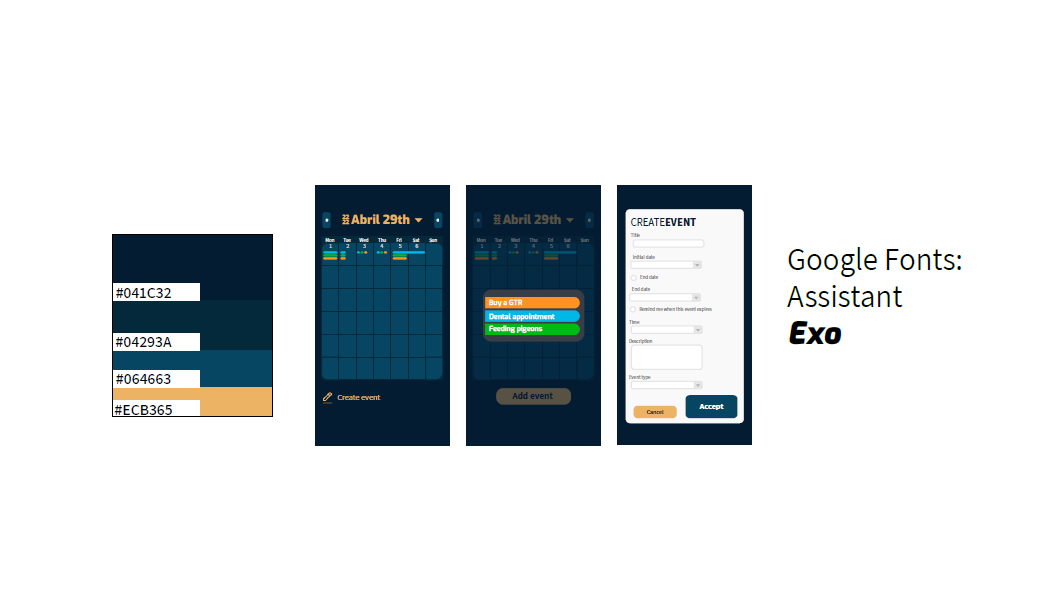 #041C32
#04293A
#064663
#ECB365
Abril 29th
Mon Tue Wed Thu Fri Sat Sun
1 2 3 4 5 6
Create event
Abril 29th
Mon Tue Wed Thu Fri Sat Sun
1 2 3 4 5 6
Buy a GTR
Dental appointment
Feeding pigeons
Add event
CREATEEVENT
Title
Initial date
End date
End date
Remind me when this event expires
Time
Description
Event type
Cancel
Accept
Google Fonts:
Assistant
Exo